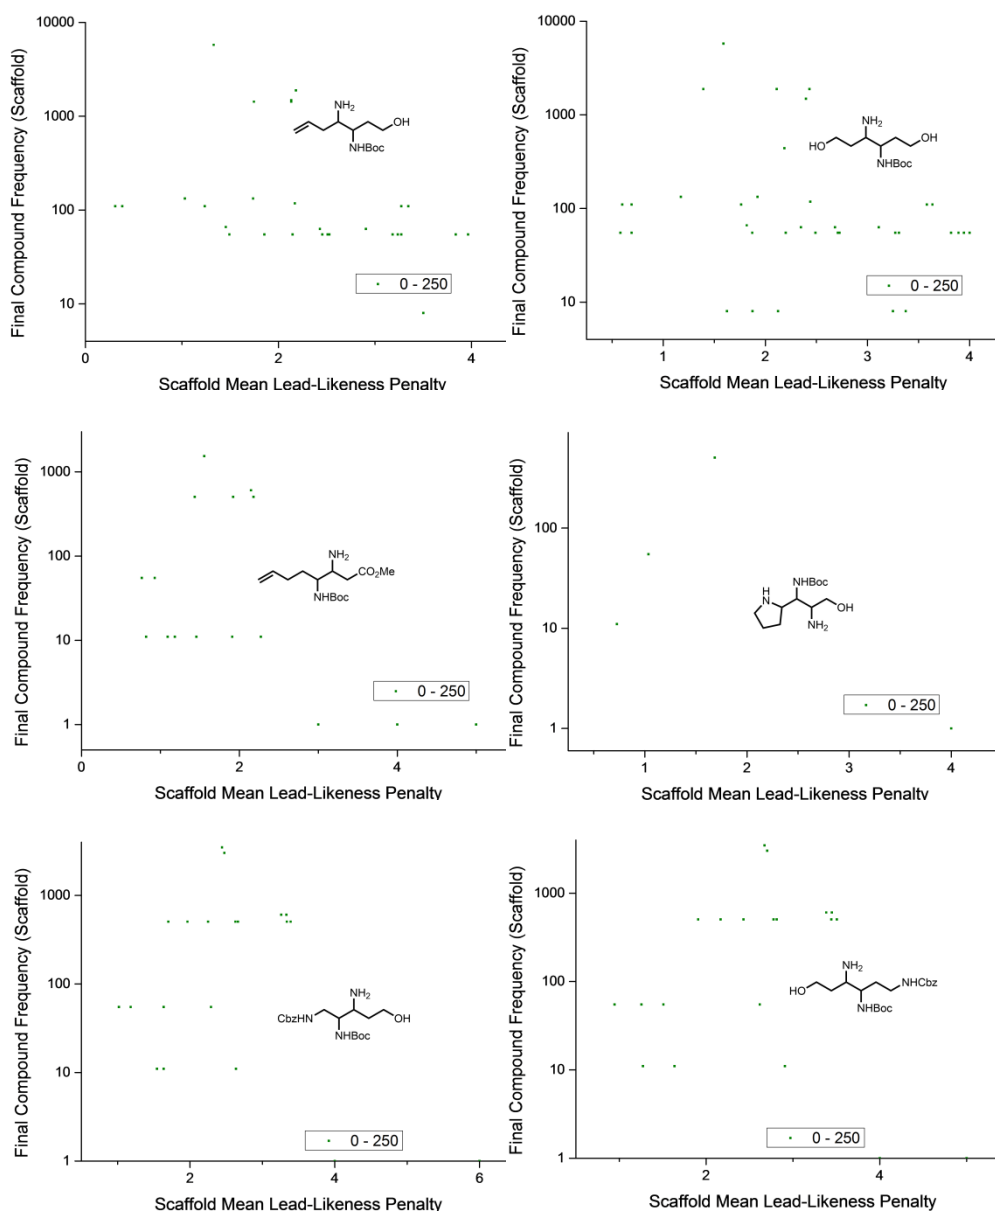 10000
1000
100
10
Final Compound Frequency (Scaffold)
NH₂
OH
NHBoc
0 - 250
0
2
4
Scaffold Mean Lead-Likeness Penalty
10000
1000
100
10
Final Compound Frequency (Scaffold)
NH₂
HO
OH
NHBoc
0 - 250
1
2
3
4
Scaffold Mean Lead-Likeness Penalty
1000
100
10
1
Final Compound Frequency (Scaffold)
NH₂
CO₂Me
NHBoc
0 - 250
0
2
4
Scaffold Mean Lead-Likeness Penalty
100
10
1
Final Compound Frequency (Scaffold)
NHBoc
H
N
OH
NH₂
0 - 250
1
2
3
4
Scaffold Mean Lead-Likeness Penalty
1000
100
10
1
Final Compound Frequency (Scaffold)
NH₂
CbzHN
OH
NHBoc
0 - 250
2
4
6
Scaffold Mean Lead-Likeness Penalty
1000
100
10
1
Final Compound Frequency (Scaffold)
NH₂
NHCbz
HO
NHBoc
0 - 250
2
4
Scaffold Mean Lead-Likeness Penalty